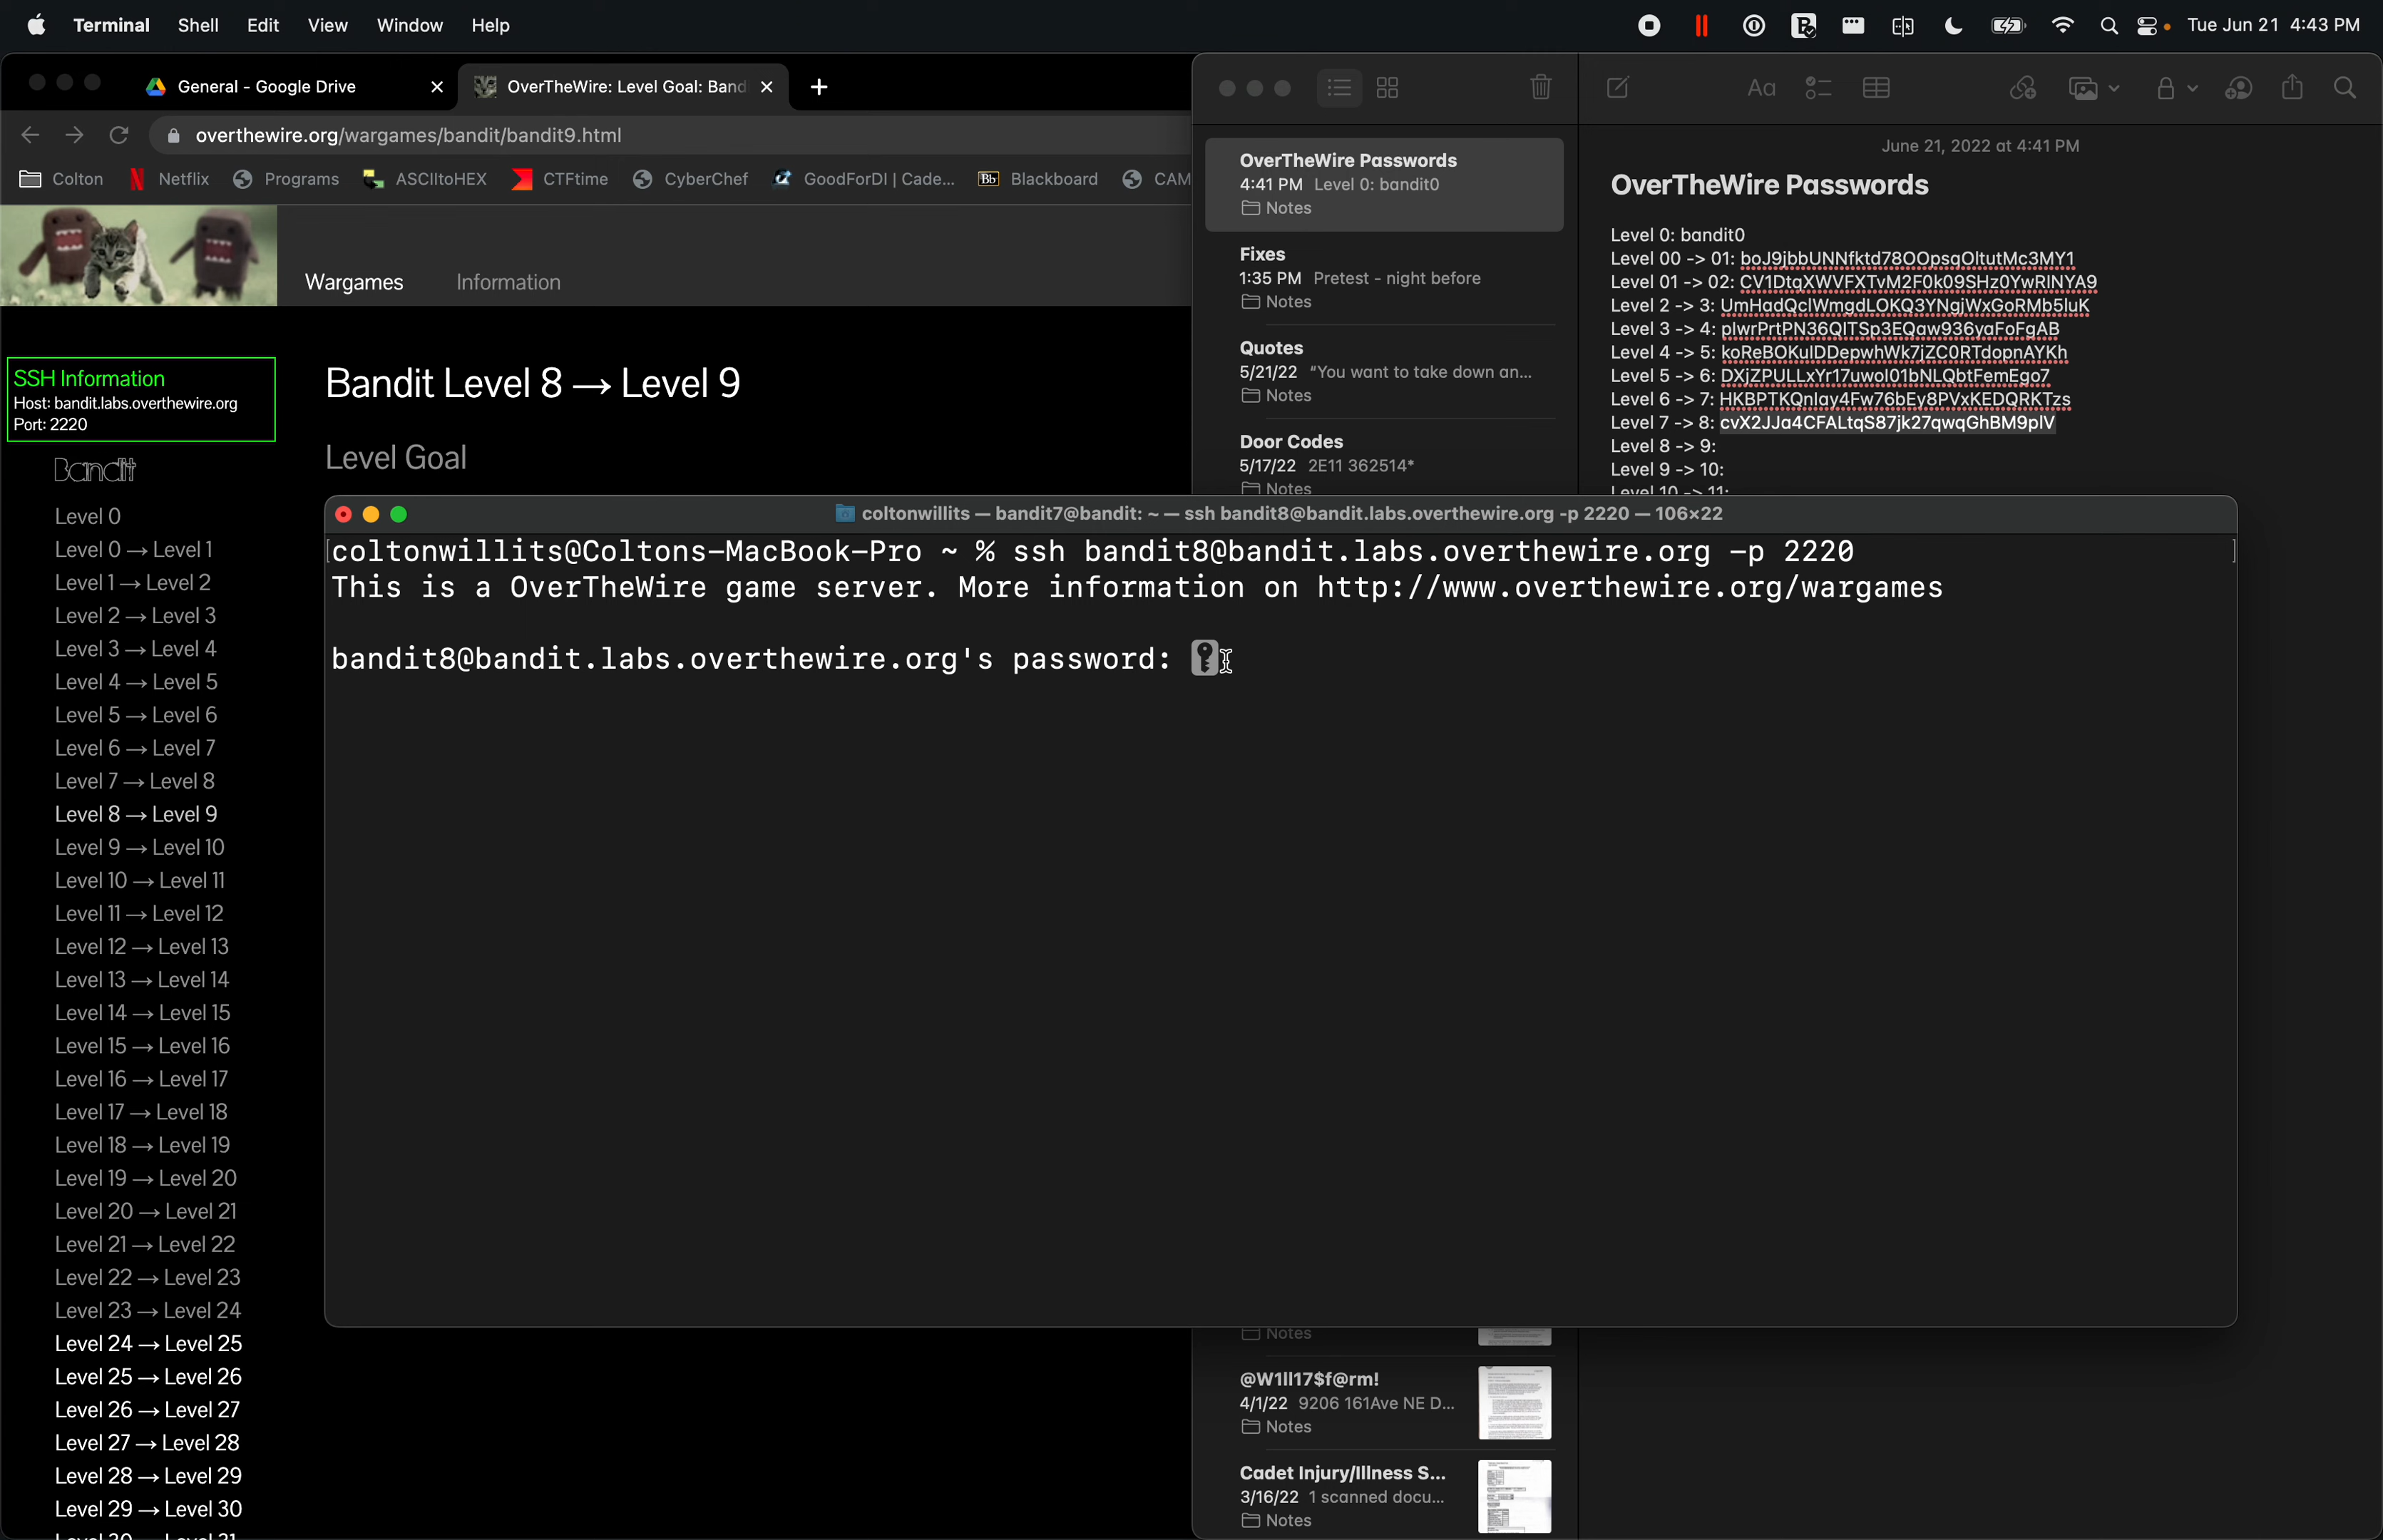 Terminal Shell Edit View Window Help
Tue Jun 21 4:43 PM
General - Google Drive
OverTheWire: Level Goal: Band
overthewire.org/wargames/bandit/bandit9.html
Colton Netflix Programs ASCIItoHEX CTFtime CyberChef GoodForDI | Cade... Bb Blackboard CAM
Wargames Information
SSH Information
Host: bandit.labs.overthewire.org
Port: 2220
Bandit
Level 0
Level 0 → Level 1
Level 1 → Level 2
Level 2 → Level 3
Level 3 → Level 4
Level 4 → Level 5
Level 5 → Level 6
Level 6 → Level 7
Level 7 → Level 8
Level 8 → Level 9
Level 9 → Level 10
Level 10 → Level 11
Level 11 → Level 12
Level 12 → Level 13
Level 13 → Level 14
Level 14 → Level 15
Level 15 → Level 16
Level 16 → Level 17
Level 17 → Level 18
Level 18 → Level 19
Level 19 → Level 20
Level 20 → Level 21
Level 21 → Level 22
Level 22 → Level 23
Level 23 → Level 24
Level 24 → Level 25
Level 25 → Level 26
Level 26 → Level 27
Level 27 → Level 28
Level 28 → Level 29
Level 29 → Level 30
Level 30 → Level 31
Bandit Level 8 → Level 9
Level Goal
OverTheWire Passwords
4:41 PM Level 0: bandit0
Notes
Fixes
1:35 PM Pretest - night before
Notes
Quotes
5/21/22 "You want to take down an...
Notes
Door Codes
5/17/22 2E11 362514*
Notes
Aa
June 21, 2022 at 4:41 PM
OverTheWire Passwords
Level 0: bandit0
Level 00 -> 01: boJ9jbbUNNfktd78OOpsqOltutMc3MY1
Level 01 -> 02: CV1DtqXWVFXTvM2F0k09SHz0YwRINYA9
Level 2 -> 3: UmHadQclWmgdLOKQ3YNgjWxGoRMb5luK
Level 3 -> 4: pIwrPrtPN36QITSp3EQaw936yaFoFgAB
Level 4 -> 5: koReBOKuIDDepwhWk7jZC0RTdopnAYKh
Level 5 -> 6: DXjZPULLxYr17uwoI01bNLQbtFemEgo7
Level 6 -> 7: HKBPTKQnIay4Fw76bEy8PVxKEDQRKTzs
Level 7 -> 8: cvX2JJa4CFALtqS87jk27qwqGhBM9plV
Level 8 -> 9:
Level 9 -> 10:
Level 10 -> 11:
coltonwillits — bandit7@bandit: ~ — ssh bandit8@bandit.labs.overthewire.org -p 2220 — 106×22
[coltonwillits@Coltons-MacBook-Pro ~ % ssh bandit8@bandit.labs.overthewire.org -p 2220 ]
This is a OverTheWire game server. More information on http://www.overthewire.org/wargames
bandit8@bandit.labs.overthewire.org's password:
Notes
@W1ll17$f@rm!
4/1/22 9206 161Ave NE D...
Notes
Cadet Injury/Illness S...
3/16/22 1 scanned docu...
Notes